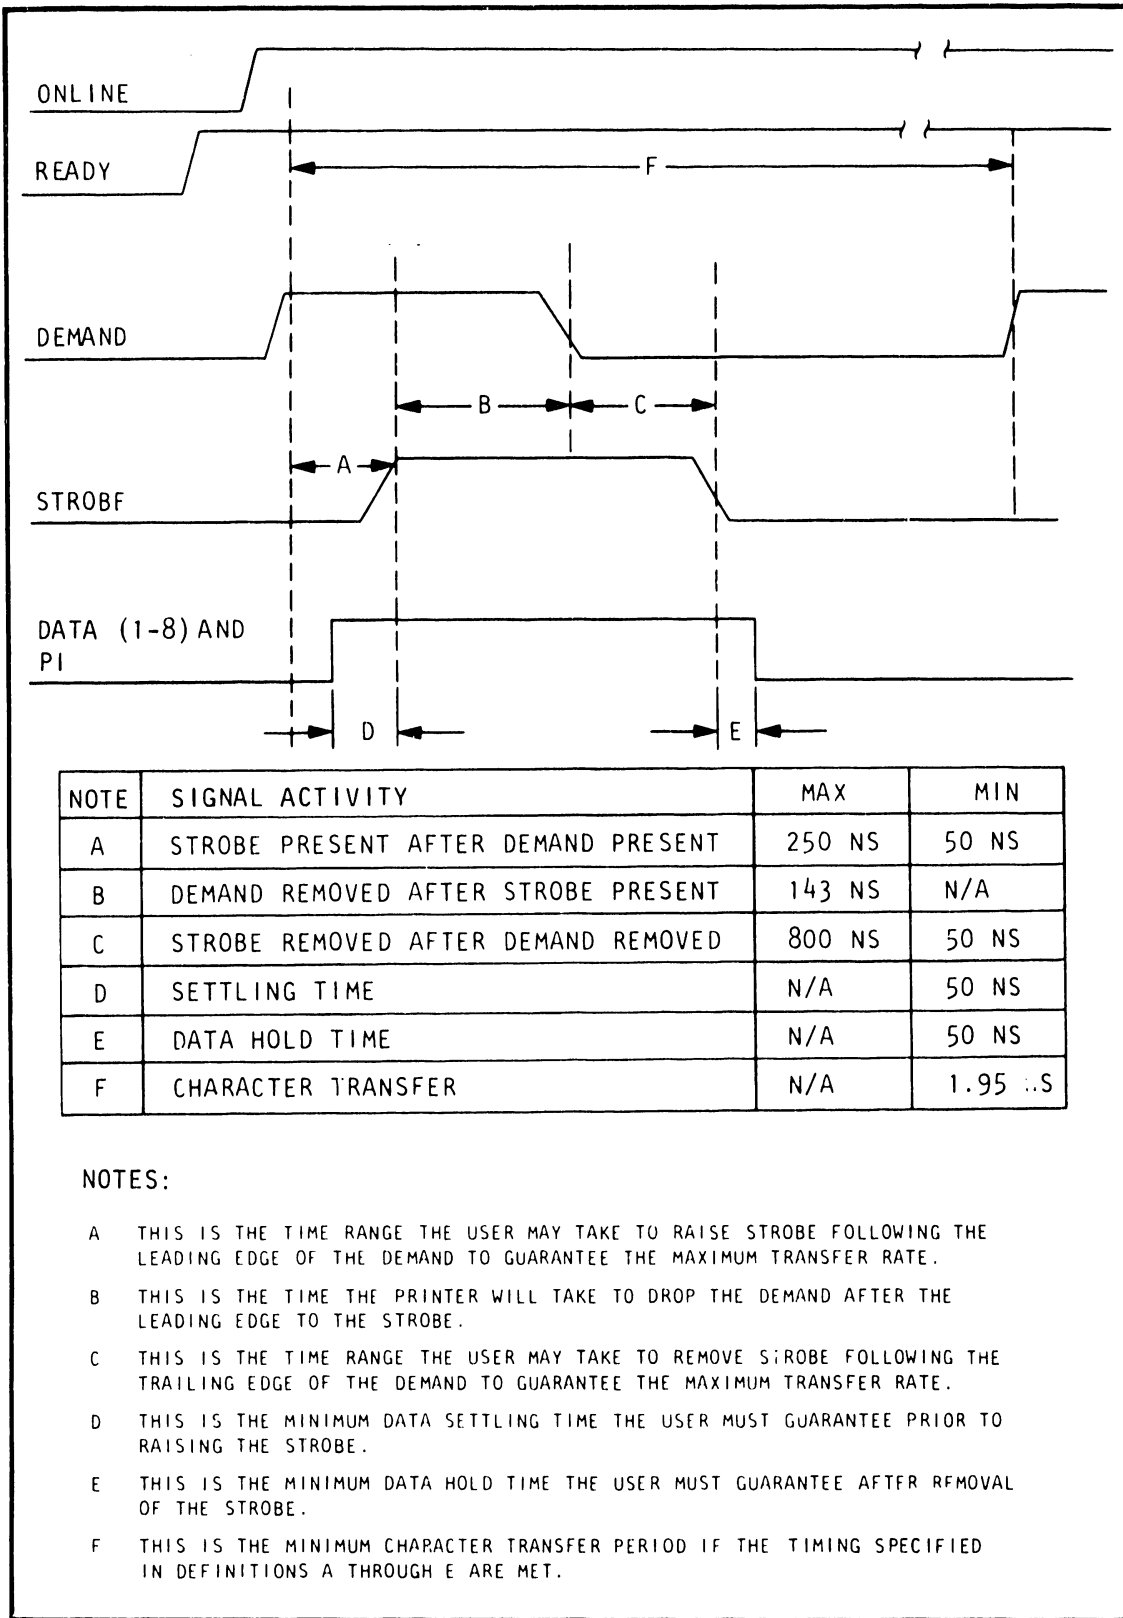 ONLINE
READY
F
DEMAND
B
C
A
STROBF
DATA (1-8) AND
PI
D
E
NOTE SIGNAL ACTIVITY MAX MIN
A STROBE PRESENT AFTER DEMAND PRESENT 250 NS 50 NS
B DEMAND REMOVED AFTER STROBE PRESENT 143 NS N/A
C STROBE REMOVED AFTER DEMAND REMOVED 800 NS 50 NS
D SETTLING TIME N/A 50 NS
E DATA HOLD TIME N/A 50 NS
F CHARACTER TRANSFER N/A 1.95
NOTES:
A THIS IS THE TIME RANGE THE USER MAY TAKE TO RAISE STROBE FOLLOWING THE
LEADING EDGE OF THE DEMAND TO GUARANTEE THE MAXIMUM TRANSFER RATE.
B THIS IS THE TIME THE PRINTER WILL TAKE TO DROP THE DEMAND AFTER THE
LEADING EDGE TO THE STROBE.
C THIS IS THE TIME RANGE THE USER MAY TAKE TO REMOVE STROBE FOLLOWING THE
TRAILING EDGE OF THE DEMAND TO GUARANTEE THE MAXIMUM TRANSFER RATE.
D THIS IS THE MINIMUM DATA SETTLING TIME THE USER MUST GUARANTEE PRIOR TO
RAISING THE STROBE.
E THIS IS THE MINIMUM DATA HOLD TIME THE USER MUST GUARANTEE AFTER REMOVAL
OF THE STROBE.
F THIS IS THE MINIMUM CHARACTER TRANSFER PERIOD IF THE TIMING SPECIFIED
IN DEFINITIONS A THROUGH E ARE MET.